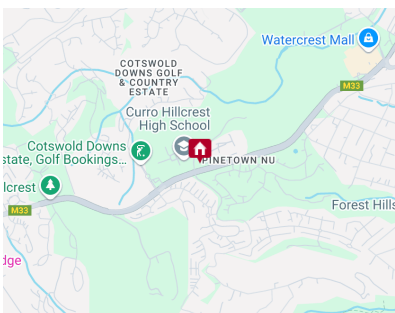 Watercrest Mall
COTSWOLD
DOWNS GOLF
& COUNTRY
ESTATE
M33
Curro Hillcrest
High School
Cotswold Downs
state, Golf Bookings...
PINETOWN NU
llcrest
Forest Hills
M33
dge